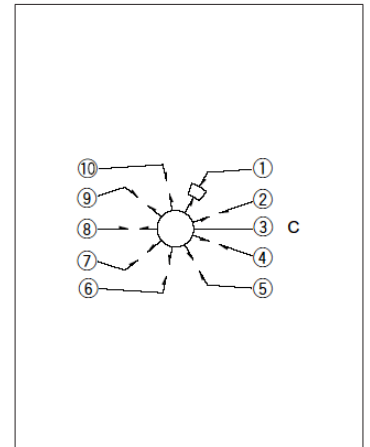 ⑩ ①
⑨ ②
⑧ ③ C
⑦ ④
⑥ ⑤